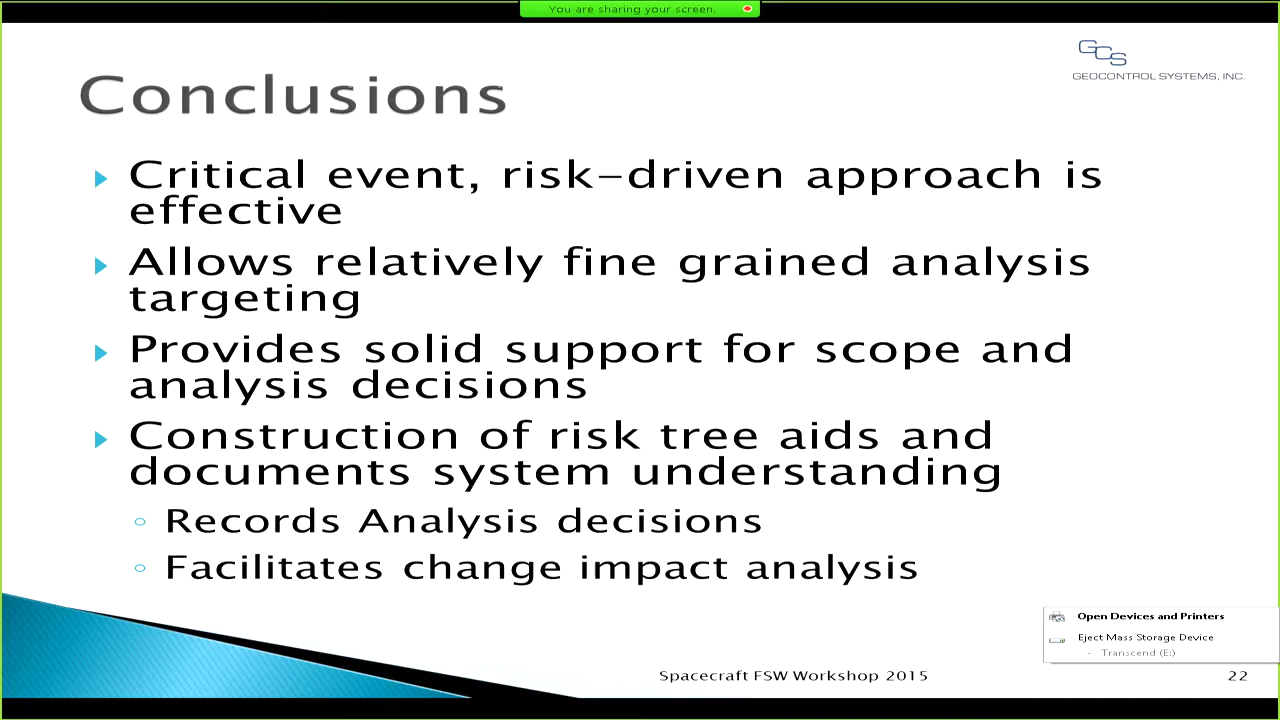 You are sharing your screen.
GCS
GEOCONTROL SYSTEMS, INC.
Conclusions
Critical event, risk-driven approach is
effective
Allows relatively fine grained analysis
targeting
Provides solid support for scope and
analysis decisions
Construction of risk tree aids and
documents system understanding
Records Analysis decisions
Facilitates change impact analysis
Open Devices and Printers
Eject Mass Storage Device
- Transcend (E:)
Spacecraft FSW Workshop 2015
22